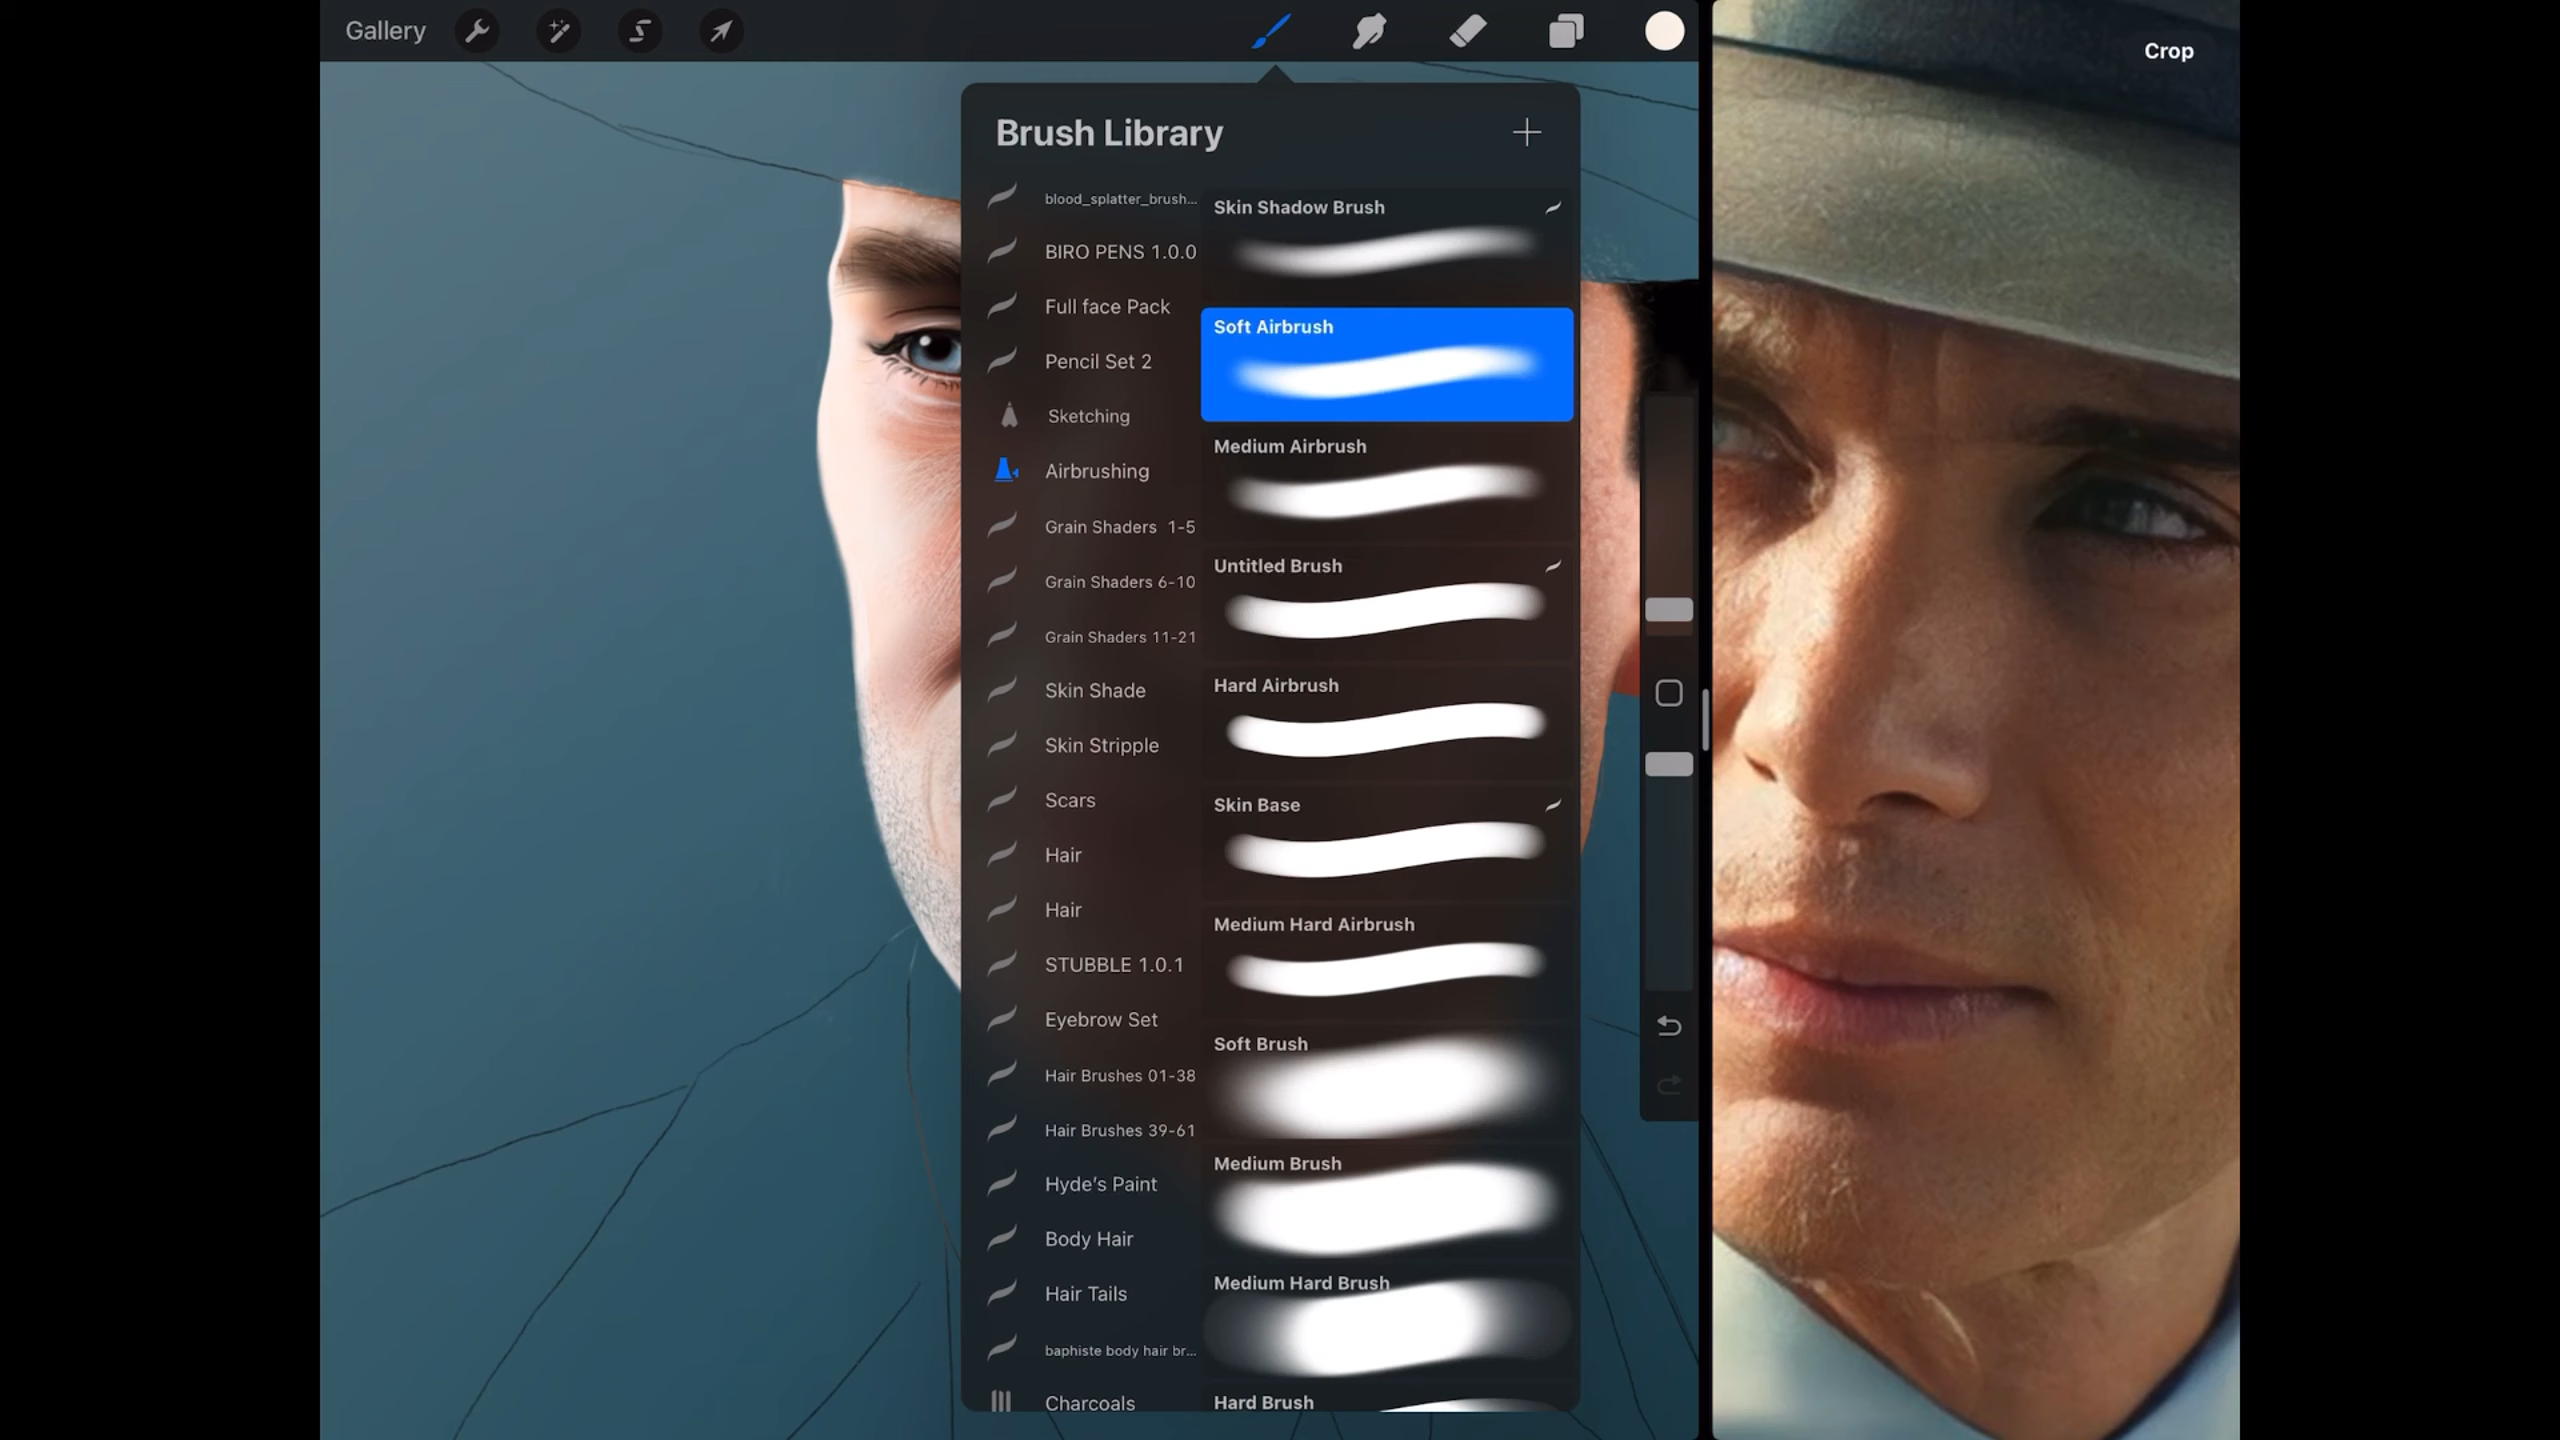 Gallery
Crop
Brush Library
blood_splatter_brush...
BIRO PENS 1.0.0
Full face Pack
Pencil Set 2
Sketching
Airbrushing
Grain Shaders 1-5
Grain Shaders 6-10
Grain Shaders 11-21
Skin Shade
Skin Stripple
Scars
Hair
Hair
STUBBLE 1.0.1
Eyebrow Set
Hair Brushes 01-38
Hair Brushes 39-61
Hyde's Paint
Body Hair
Hair Tails
baphiste body hair br...
Charcoals
Skin Shadow Brush
Soft Airbrush
Medium Airbrush
Untitled Brush
Hard Airbrush
Skin Base
Medium Hard Airbrush
Soft Brush
Medium Brush
Medium Hard Brush
Hard Brush